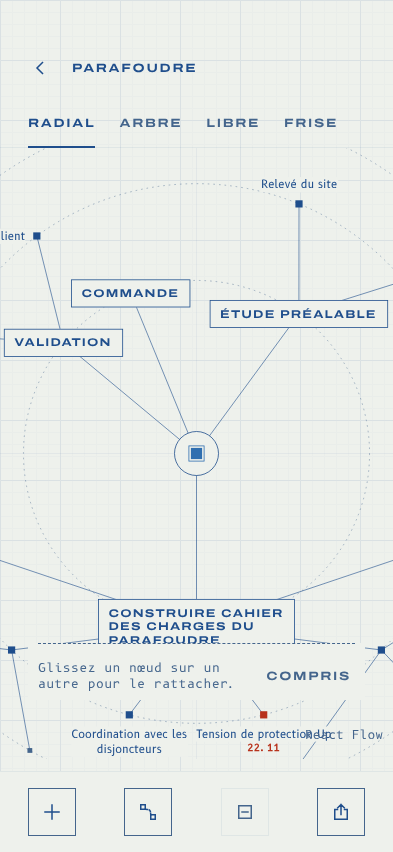 PARAFOUDRE
RADIAL ARBRE LIBRE FRISE
Relevé du site
lient
COMMANDE
ÉTUDE PRÉALABLE
VALIDATION
CONSTRUIRE CAHIER
DES CHARGES DU
PARAFOUDRE
Glissez un nœud sur un
autre pour le rattacher.
COMPRIS
Coordination avec les
disjoncteurs
Tension de protection Up
22. 11
React Flow